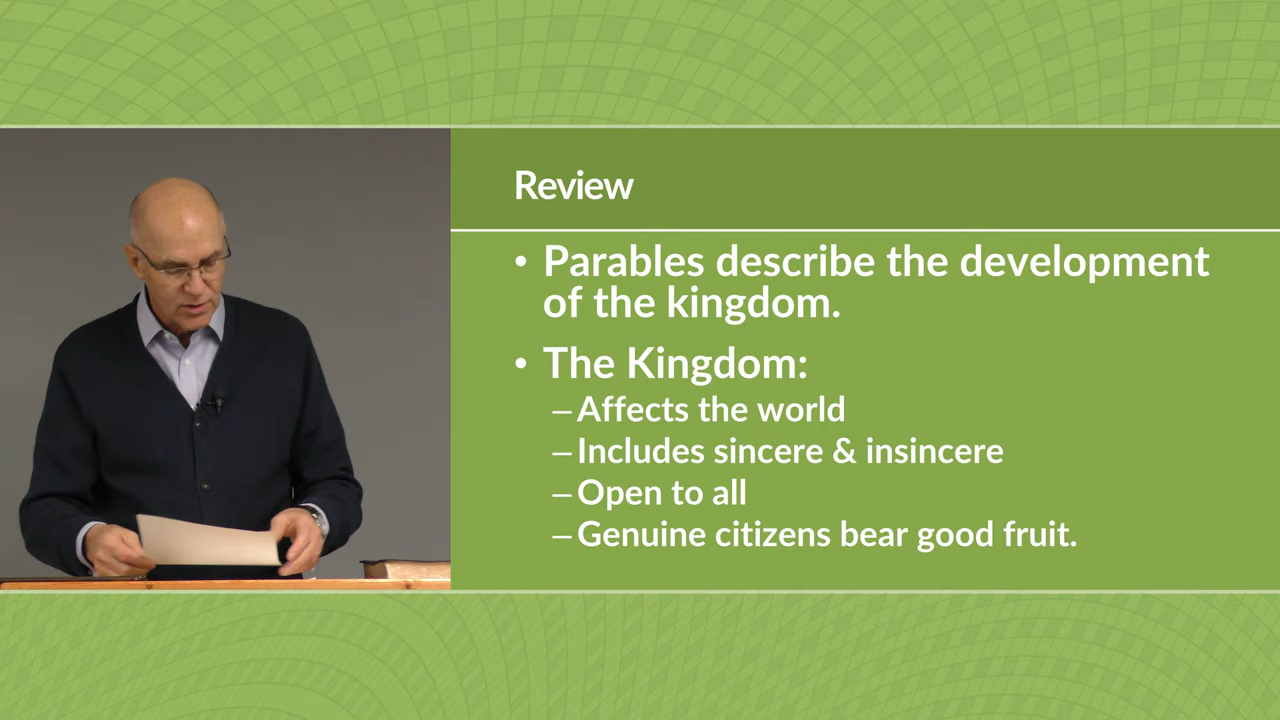 Review
• Parables describe the development
of the kingdom.
• The Kingdom:
– Affects the world
– Includes sincere & insincere
– Open to all
– Genuine citizens bear good fruit.